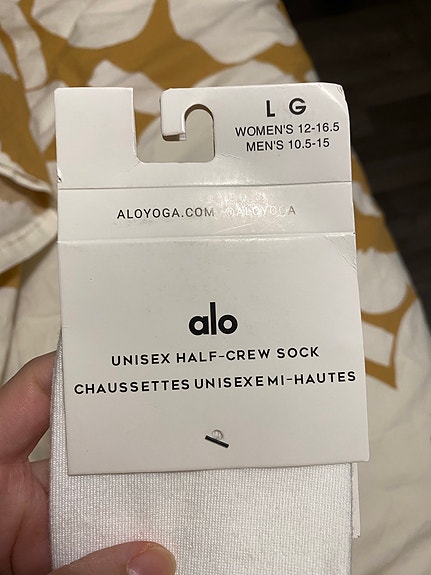 L G
WOMEN'S 12-16.5
MEN'S 10.5-15
ALOYOGA.COM @ALOYOGA
alo
UNISEX HALF-CREW SOCK
CHAUSSETTES UNISEXE MI-HAUTES